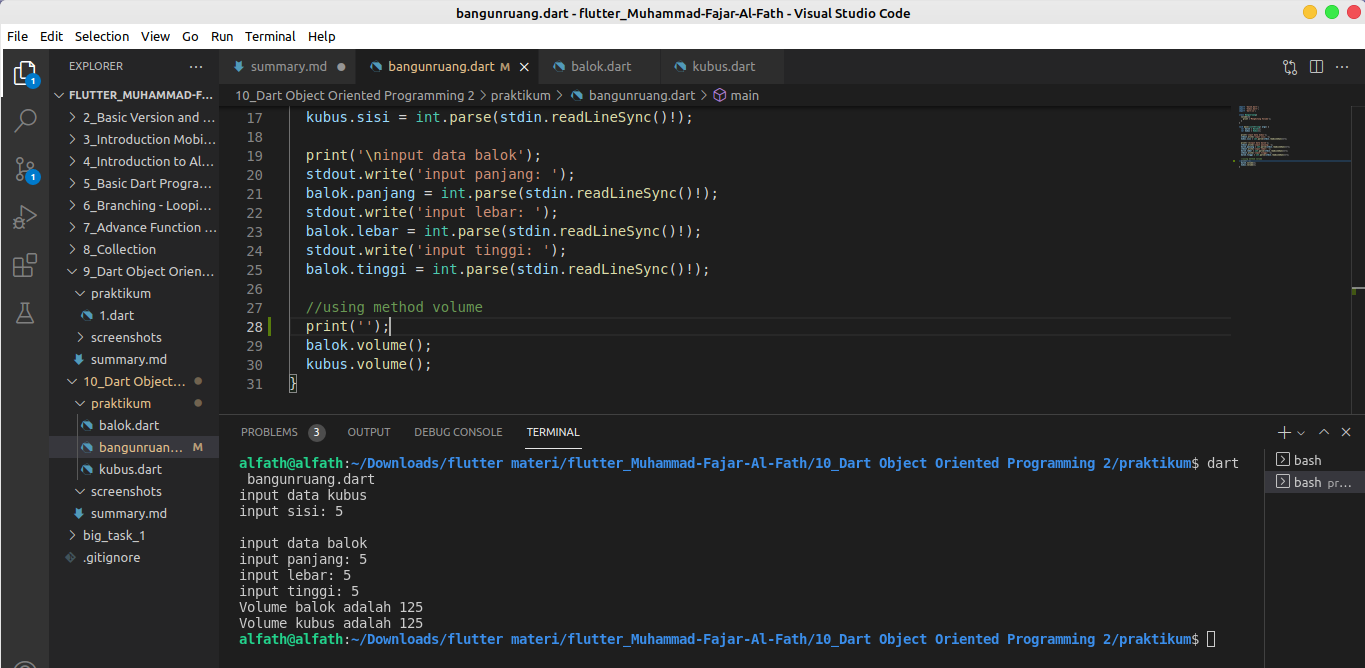 bangunruang.dart - flutter_Muhammad-Fajar-Al-Fath - Visual Studio Code
File Edit Selection View Go Run Terminal Help
1
1
EXPLORER ...
FLUTTER_MUHAMMAD-F...
2_Basic Version and ...
3_Introduction Mobi...
4_Introduction to Al...
5_Basic Dart Progra...
6_Branching - Loopi...
7_Advance Function ...
8_Collection
9_Dart Object Orien...
praktikum
1.dart
screenshots
summary.md
10_Dart Object...
praktikum
balok.dart
bangunruan... M
kubus.dart
screenshots
summary.md
big_task_1
.gitignore
summary.md bangunruang.dart M balok.dart kubus.dart ...
10_Dart Object Oriented Programming 2 > praktikum > bangunruang.dart > main
17 kubus.sisi = int.parse(stdin.readLineSync()!);
18
19 print('\ninput data balok');
20 stdout.write('input panjang: ');
21 balok.panjang = int.parse(stdin.readLineSync()!);
22 stdout.write('input lebar: ');
23 balok.lebar = int.parse(stdin.readLineSync()!);
24 stdout.write('input tinggi: ');
25 balok.tinggi = int.parse(stdin.readLineSync()!);
26
27 //using method volume
28 print('');
29 balok.volume();
30 kubus.volume();
31 }
PROBLEMS 3 OUTPUT DEBUG CONSOLE TERMINAL
alfath@alfath:~/Downloads/flutter materi/flutter_Muhammad-Fajar-Al-Fath/10_Dart Object Oriented Programming 2/praktikum$ dart
bangunruang.dart
input data kubus
input sisi: 5
input data balok
input panjang: 5
input lebar: 5
input tinggi: 5
Volume balok adalah 125
Volume kubus adalah 125
alfath@alfath:~/Downloads/flutter materi/flutter_Muhammad-Fajar-Al-Fath/10_Dart Object Oriented Programming 2/praktikum$
bash
bash pr...